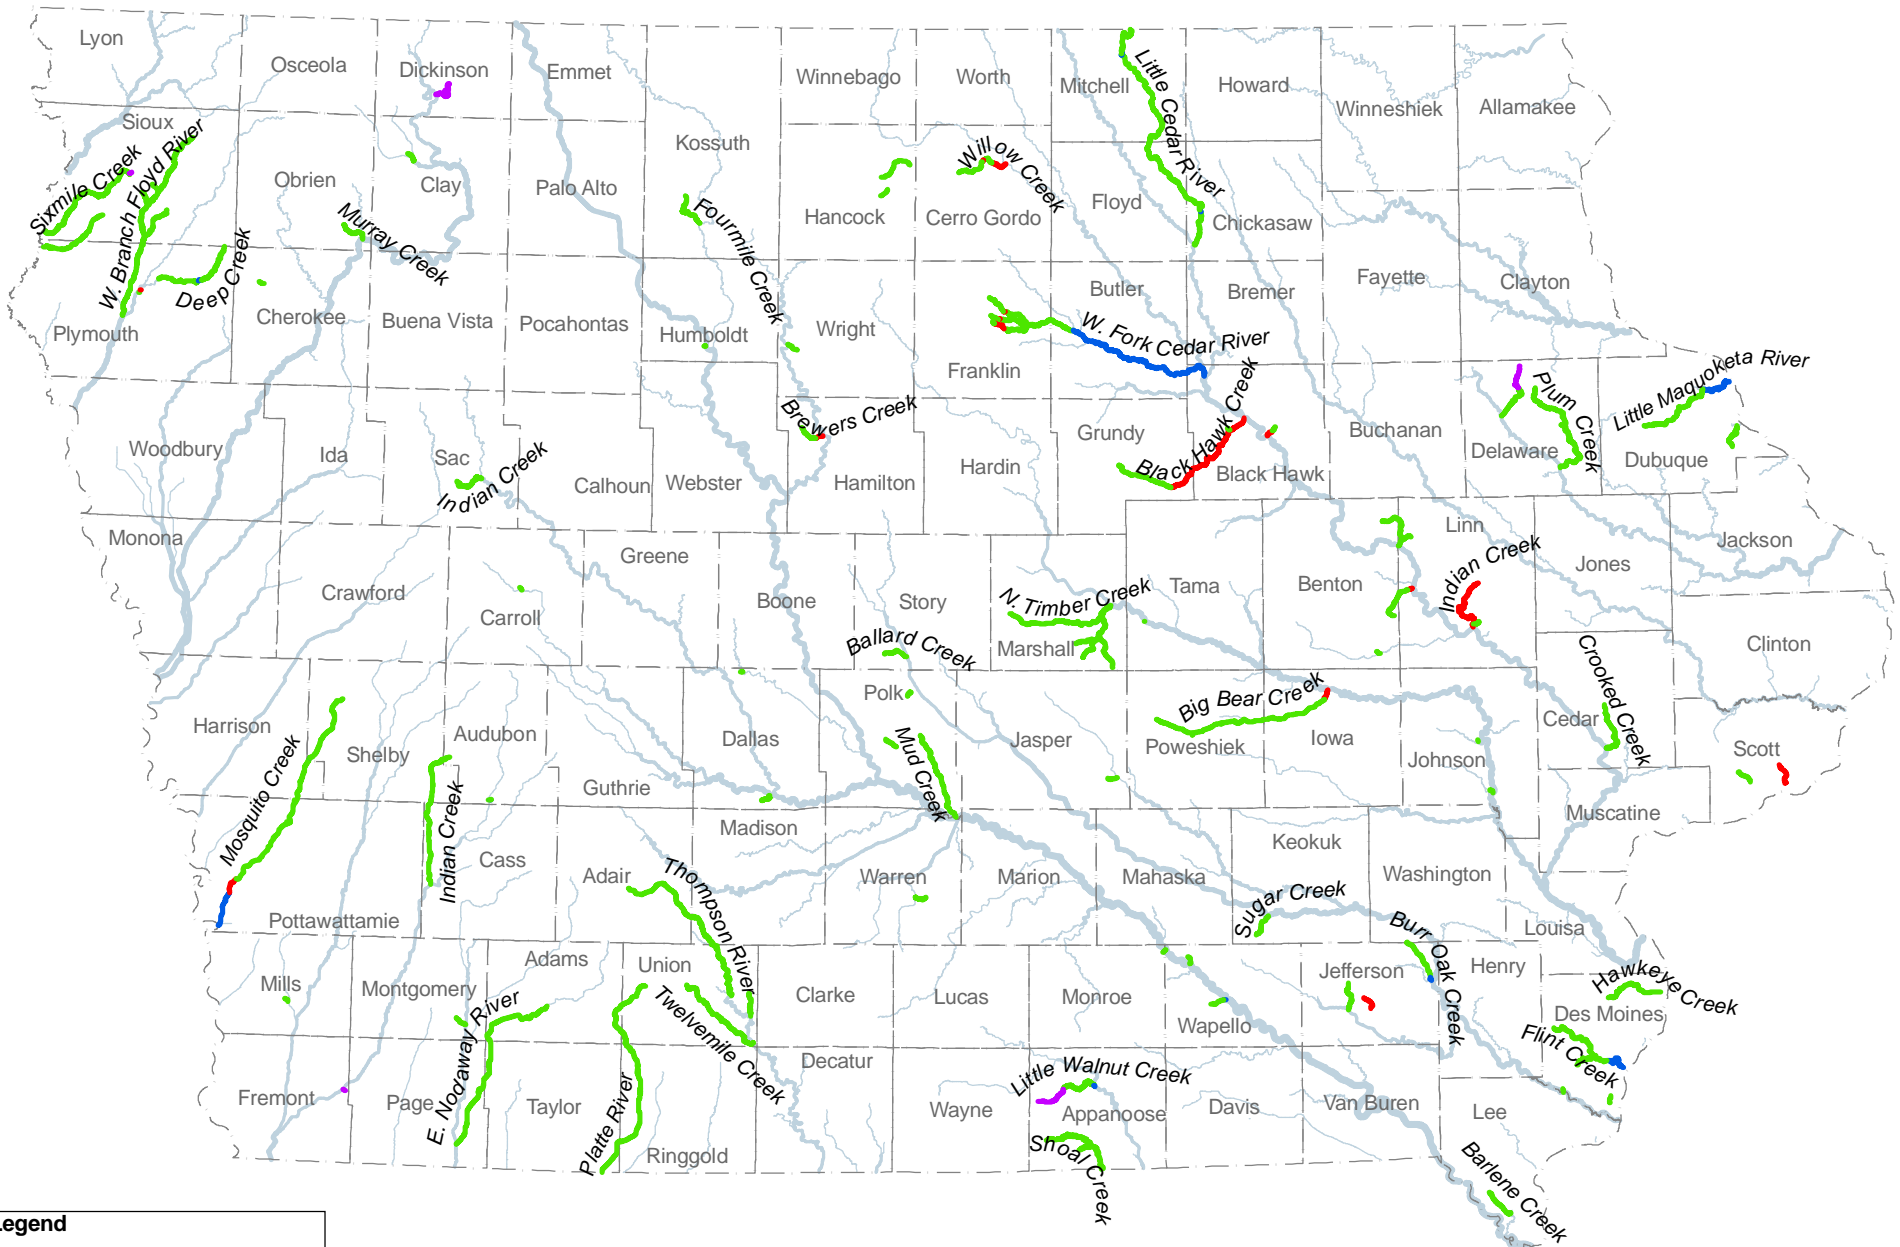 Lyon
Osceola
Dickinson
Emmet
Winnebago
Worth
Mitchell
Howard
Winneshiek
Allamakee
Sioux
Kossuth
Little Cedar River
Willow Creek
Sixmile Creek
W. Branch Floyd River
Obrien
Clay
Palo Alto
Hancock
Cerro Gordo
Floyd
Chickasaw
Murray Creek
Fourmile Creek
Deep Creek
Plymouth
Cherokee
Buena Vista
Pocahontas
Humboldt
Wright
Franklin
Butler
Bremer
Fayette
Clayton
W. Fork Cedar River
Brewers Creek
Black Hawk Creek
Plum Creek
Little Maquoketa River
Woodbury
Ida
Sac
Indian Creek
Calhoun
Webster
Hamilton
Hardin
Grundy
Black Hawk
Buchanan
Delaware
Dubuque
Monona
Crawford
Carroll
Greene
Boone
Story
N. Timber Creek
Marshall
Tama
Benton
Linn
Indian Creek
Jones
Jackson
Clinton
Ballard Creek
Crooked Creek
Harrison
Shelby
Audubon
Guthrie
Dallas
Polk
Mud Creek
Jasper
Big Bear Creek
Poweshiek
Iowa
Johnson
Cedar
Scott
Muscatine
Mosquito Creek
Indian Creek
Pottawattamie
Cass
Adair
Madison
Thompson River
Warren
Marion
Mahaska
Keokuk
Sugar Creek
Washington
Burr Oak Creek
Louisa
Mills
Montgomery
Adams
Union
Clarke
Lucas
Monroe
Wapello
Jefferson
Henry
Hawkeye Creek
Des Moines
Flint Creek
Fremont
Page
E. Nodaway River
Taylor
Platte River
Twelvemile Creek
Ringgold
Decatur
Wayne
Little Walnut Creek
Appanoose
Shoal Creek
Davis
Van Buren
Lee
Barlene Creek
Legend